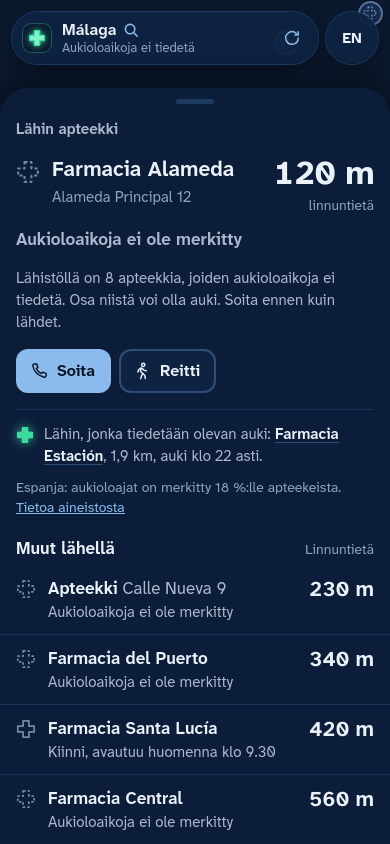 Málaga
Aukioloaikoja ei tiedetä
EN
Lähin apteekki
Farmacia Alameda
120 m
Alameda Principal 12
linnuntietä
Aukioloaikoja ei ole merkitty
Lähistöllä on 8 apteekkia, joiden aukioloaikoja ei
tiedetä. Osa niistä voi olla auki. Soita ennen kuin
lähdet.
Soita
Reitti
Lähin, jonka tiedetään olevan auki: Farmacia
Estación, 1,9 km, auki klo 22 asti.
Espanja: aukioloajat on merkitty 18 %:lle apteekeista.
Tietoa aineistosta
Muut lähellä
Linnuntietä
Apteekki Calle Nueva 9
230 m
Aukioloaikoja ei ole merkitty
Farmacia del Puerto
340 m
Aukioloaikoja ei ole merkitty
Farmacia Santa Lucía
420 m
Kiinni, avautuu huomenna klo 9.30
Farmacia Central
560 m
Aukioloaikoja ei ole merkitty